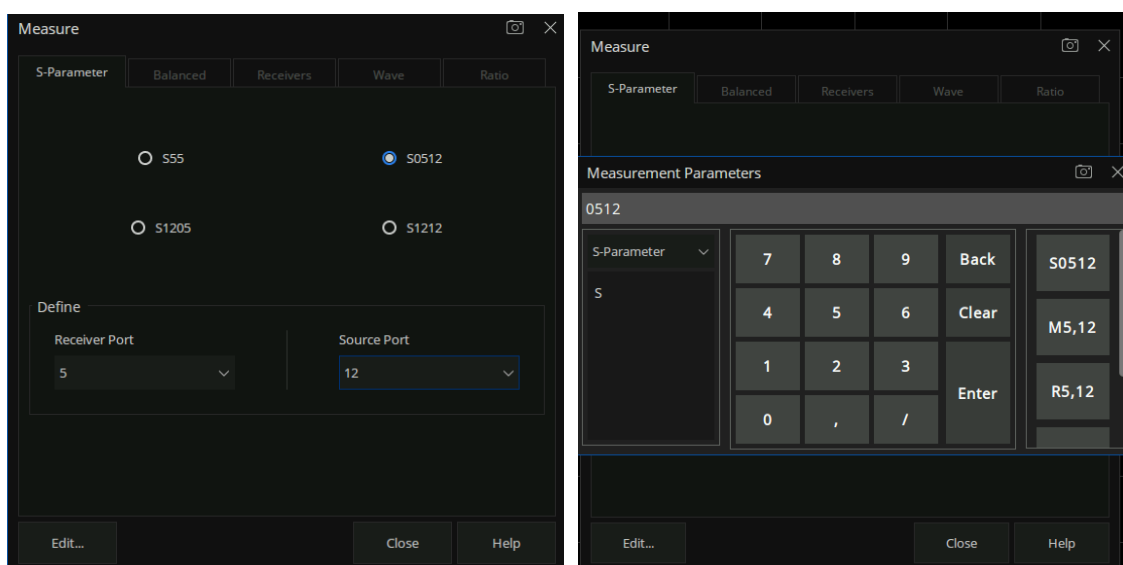 Measure
S-Parameter Balanced Receivers Wave Ratio
S55 S0512
S1205 S1212
Define
Receiver Port Source Port
5 12
Edit... Close Help
Measure
S-Parameter Balanced Receivers Wave Ratio
Measurement Parameters
0512
S-Parameter
S
7 8 9 Back
4 5 6 Clear
1 2 3 Enter
0 , /
S0512
M5,12
R5,12
Edit... Close Help